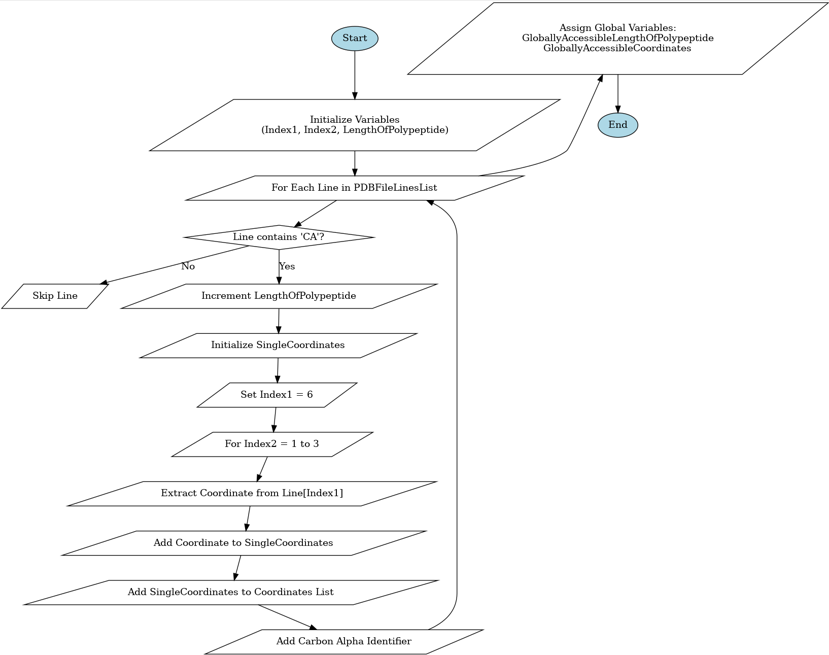 Start
Assign Global Variables:
GloballyAccessibleLengthOfPolypeptide
GloballyAccessibleCoordinates
End
Initialize Variables
(Index1, Index2, LengthOfPolypeptide)
For Each Line in PDBFileLinesList
Line contains 'CA'?
No
Yes
Skip Line
Increment LengthOfPolypeptide
Initialize SingleCoordinates
Set Index1 = 6
For Index2 = 1 to 3
Extract Coordinate from Line[Index1]
Add Coordinate to SingleCoordinates
Add SingleCoordinates to Coordinates List
Add Carbon Alpha Identifier